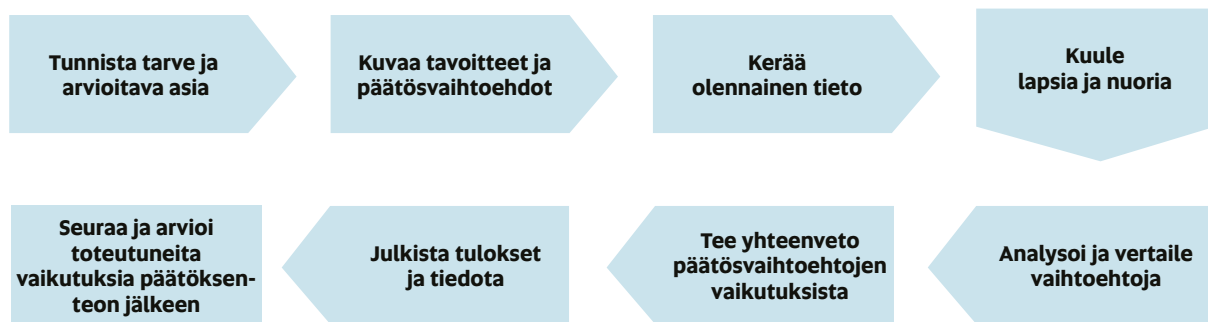 Tunnista tarve ja
arvioitava asia
Kuvaa tavoitteet ja
päätösvaihtoehdot
Kerää
olennainen tieto
Kuule
lapsia ja nuoria
Analysoi ja vertaile
vaihtoehtoja
Tee yhteenveto
päätösvaihtoehtojen
vaikutuksista
Julkista tulokset
ja tiedota
Seuraa ja arvioi
toteutuneita
vaikutuksia päätöksen-
teon jälkeen